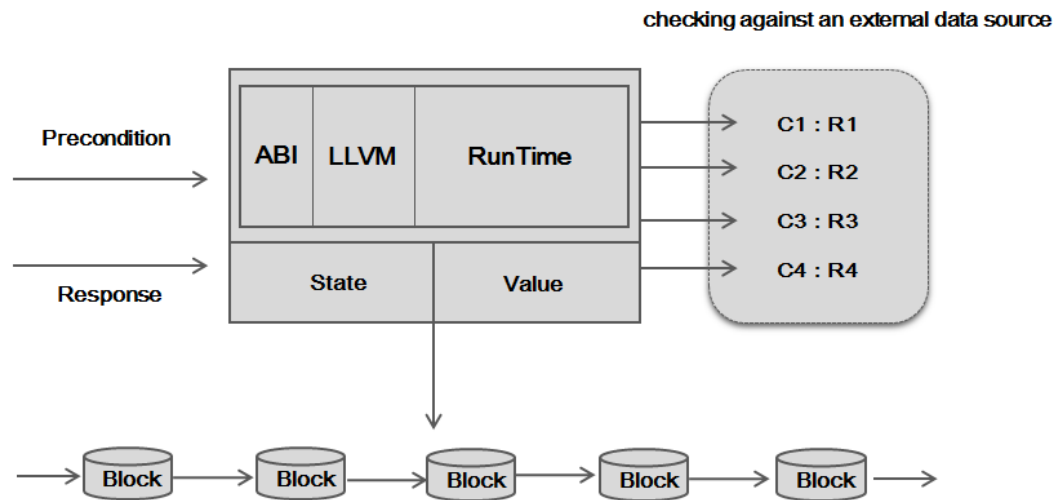 checking against an external data source
Precondition
Response
ABI
LLVM
RunTime
State
Value
C1 : R1
C2 : R2
C3 : R3
C4 : R4
Block
Block
Block
Block
Block